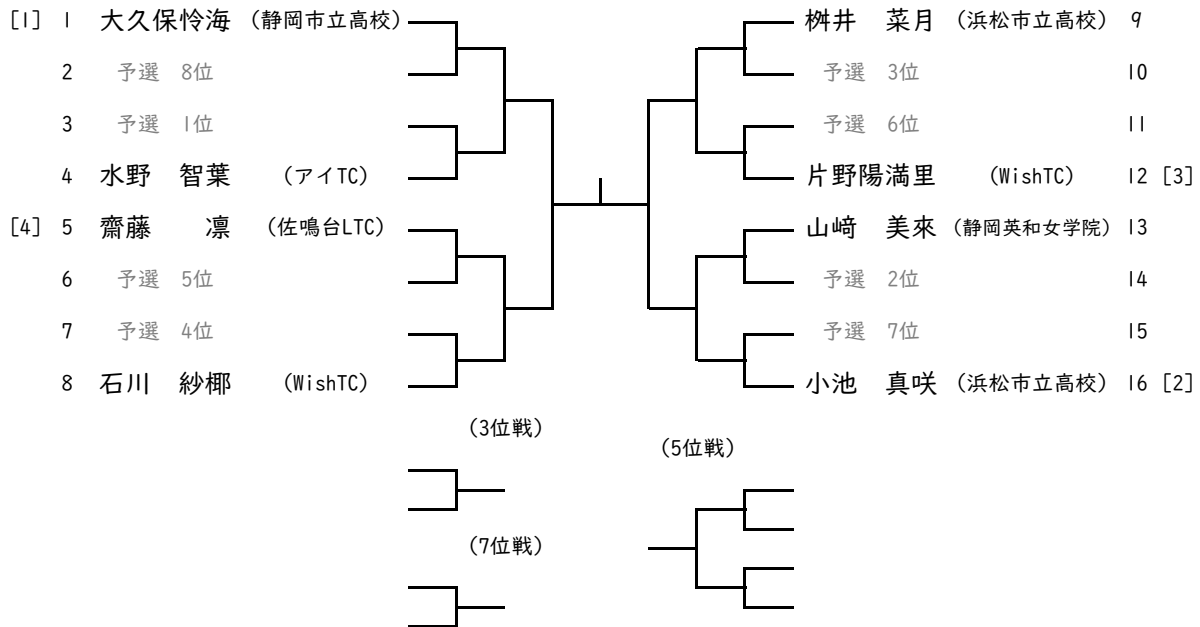 [1] 1 大久保怜海 (静岡市立高校) 桝井 菜月 (浜松市立高校) 9
2 予選 8位 予選 3位 10
3 予選 1位 予選 6位 11
4 水野 智葉 (アイTC) 片野陽満里 (WishTC) 12 [3]
[4] 5 齋藤 凛 (佐鳴台LTC) 山﨑 美來 (静岡英和女学院) 13
6 予選 5位 予選 2位 14
7 予選 4位 予選 7位 15
8 石川 紗椰 (WishTC) 小池 真咲 (浜松市立高校) 16 [2]
(3位戦)
(5位戦)
(7位戦)